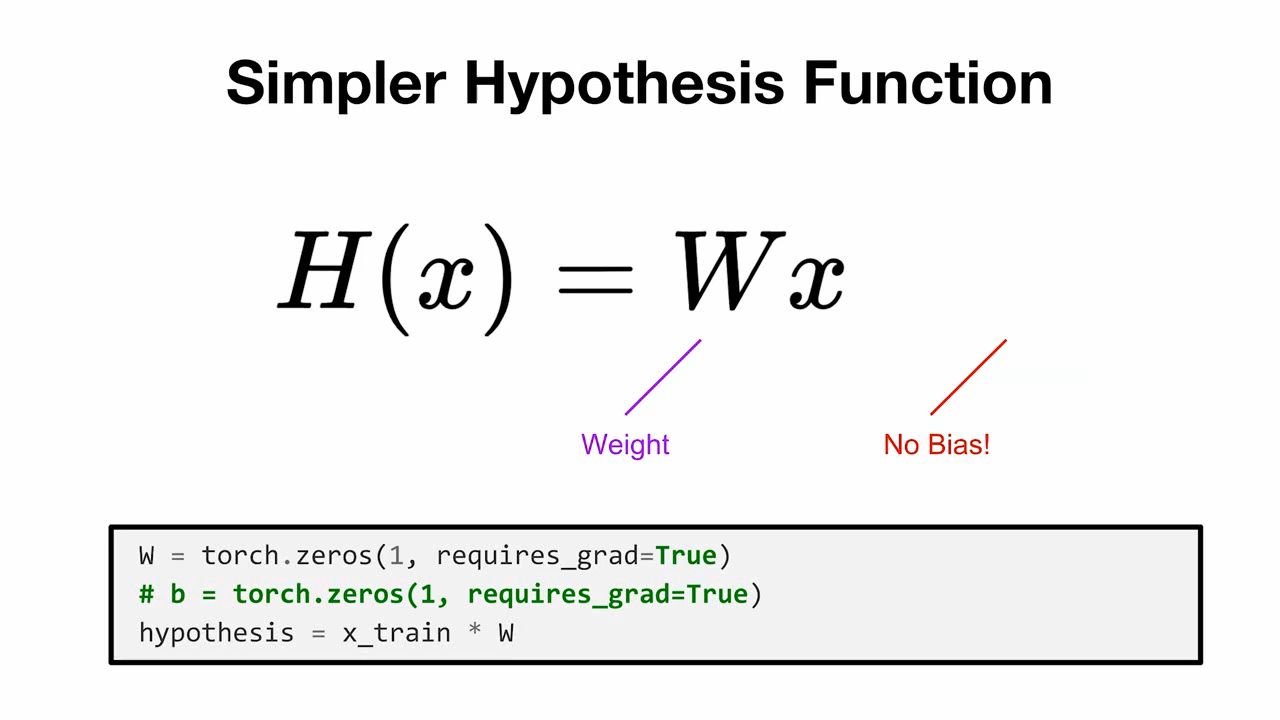 Simpler Hypothesis Function
H(x) = Wx
Weight
No Bias!
W = torch.zeros(1, requires_grad=True)
# b = torch.zeros(1, requires_grad=True)
hypothesis = x_train * W